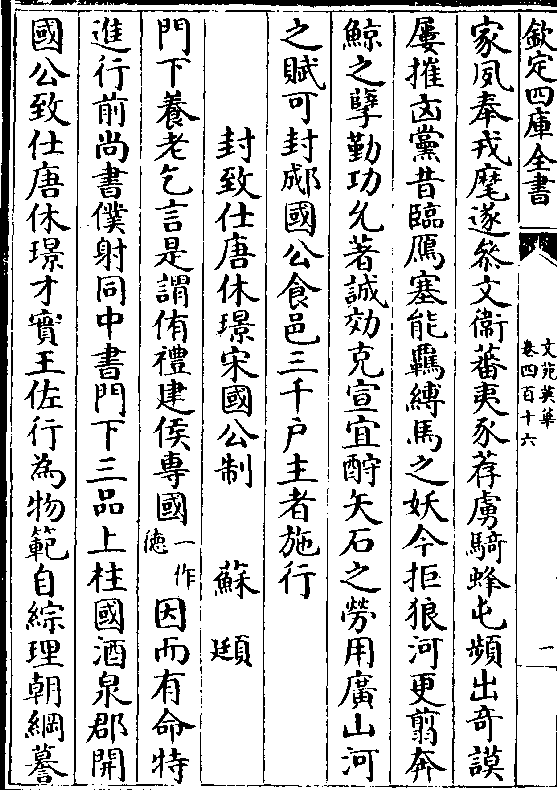 欽定四庫全書
文苑英華
卷四百十六
一
家夙奉戎麾遂叅文衛蕃夷豕荐虜騎蜂屯頻出竒謨
屢摧凶黨昔臨鴈塞能羈縛馬之妖今拒狼河更翦奔
鯨之孽勤功允著誠効克宣宜酧矢石之勞用廣山河
之賦可封郕國公食邑三千户主者施行
封致仕唐休璟宋國公制 蘇頲
門下養老乞言是謂侑禮建侯専國一作德因而有命特
進行前尚書僕射同中書門下三品上柱國酒泉郡開
國公致仕唐休璟才實王佐行為物範自綜理朝綱謩